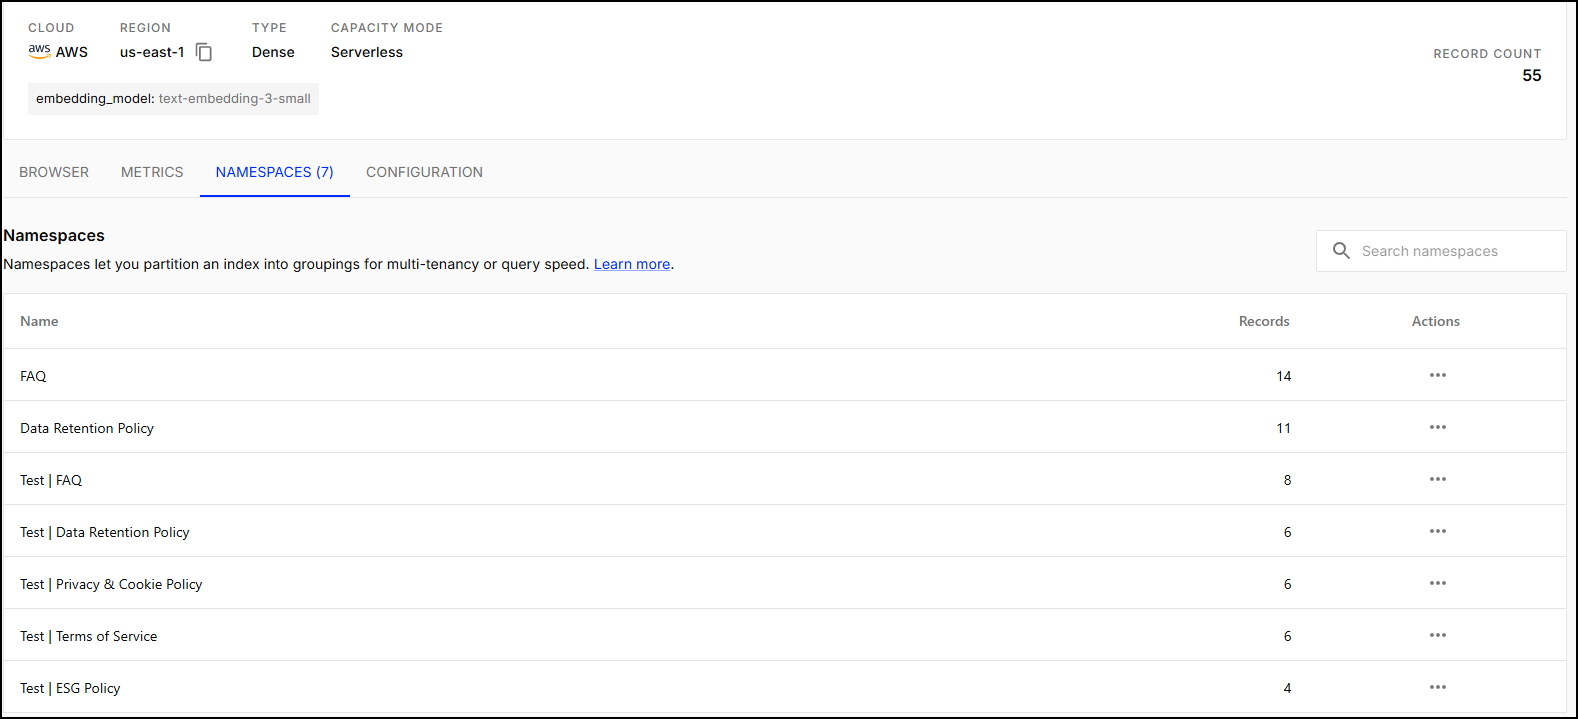 CLOUD REGION TYPE CAPACITY MODE
aws AWS us-east-1 Dense Serverless
RECORD COUNT
55
embedding_model: text-embedding-3-small
BROWSER METRICS NAMESPACES (7) CONFIGURATION
Namespaces
Search namespaces
Namespaces let you partition an index into groupings for multi-tenancy or query speed. Learn more.
Name Records Actions
FAQ 14
Data Retention Policy 11
Test | FAQ 8
Test | Data Retention Policy 6
Test | Privacy & Cookie Policy 6
Test | Terms of Service 6
Test | ESG Policy 4